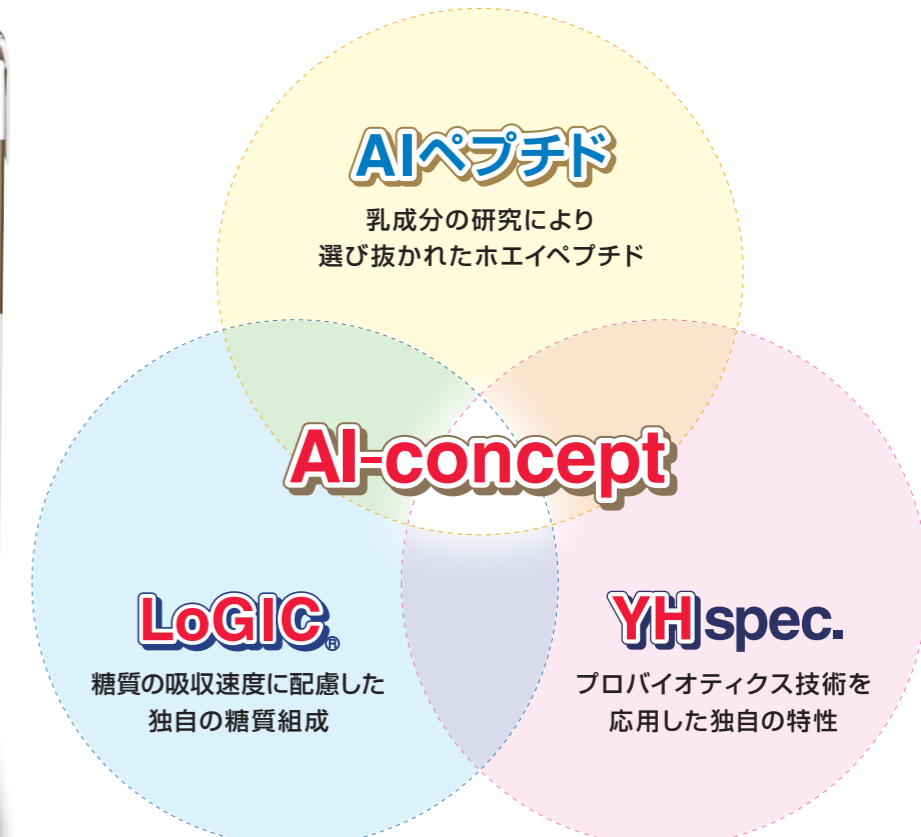 AIペプチド
乳成分の研究により
選び抜かれたホエイペプチド
AI-concept
LoGIC®
糖質の吸収速度に配慮した
独自の糖質組成
YH spec.
プロバイオティクス技術を
応用した独自の特性